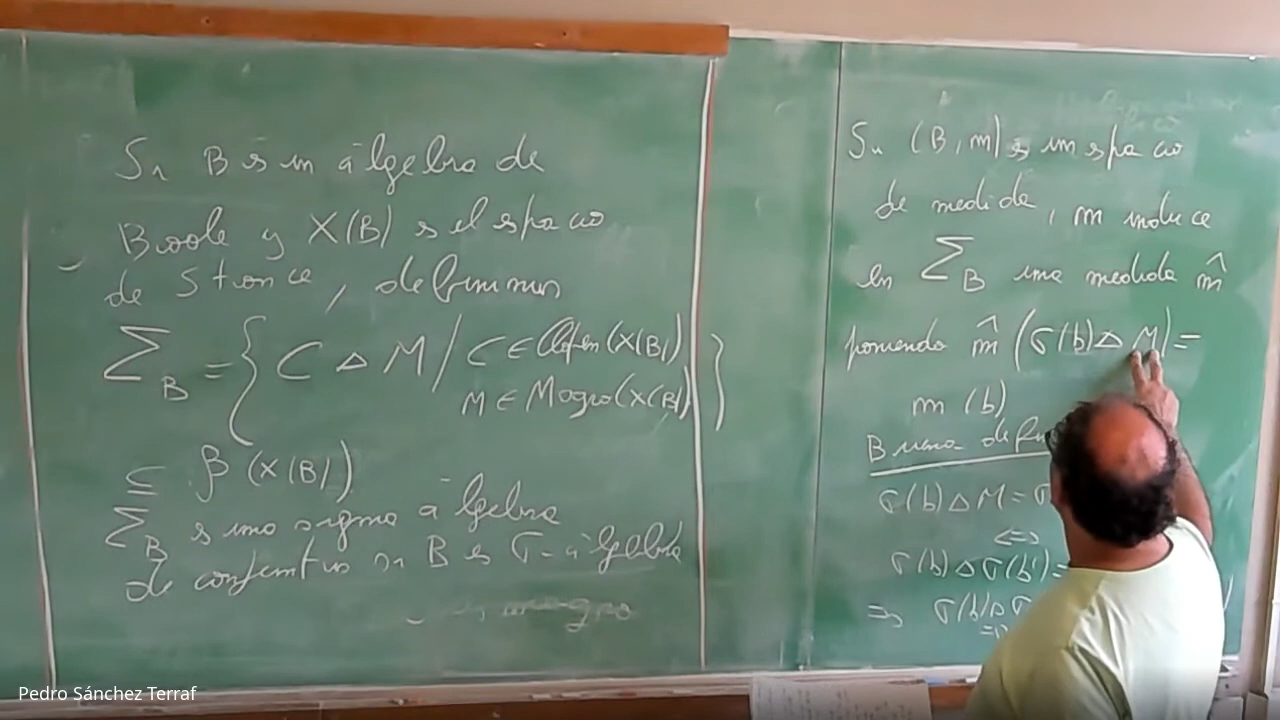 Si B es un álgebra de
Boole y X(B) es el espacio
de Stone, definimos
Σ_B = { C △ M / C ∈ Clopen(X(B))
M ∈ Magro(X(B)) }
⊆ β(X(B))
Σ_B es una sigma álgebra
de conjuntos si B es σ-álgebra
magro
Si (B, m) es un espacio
de medida, m induce
en Σ_B una medida m̂
poniendo m̂ (σ(b) △ M) =
m(b)
Buena
σ(b) △ M = σ
⇔
σ(b) △ σ(b') =
⇒ σ(b) △ σ
Pedro Sánchez Terraf